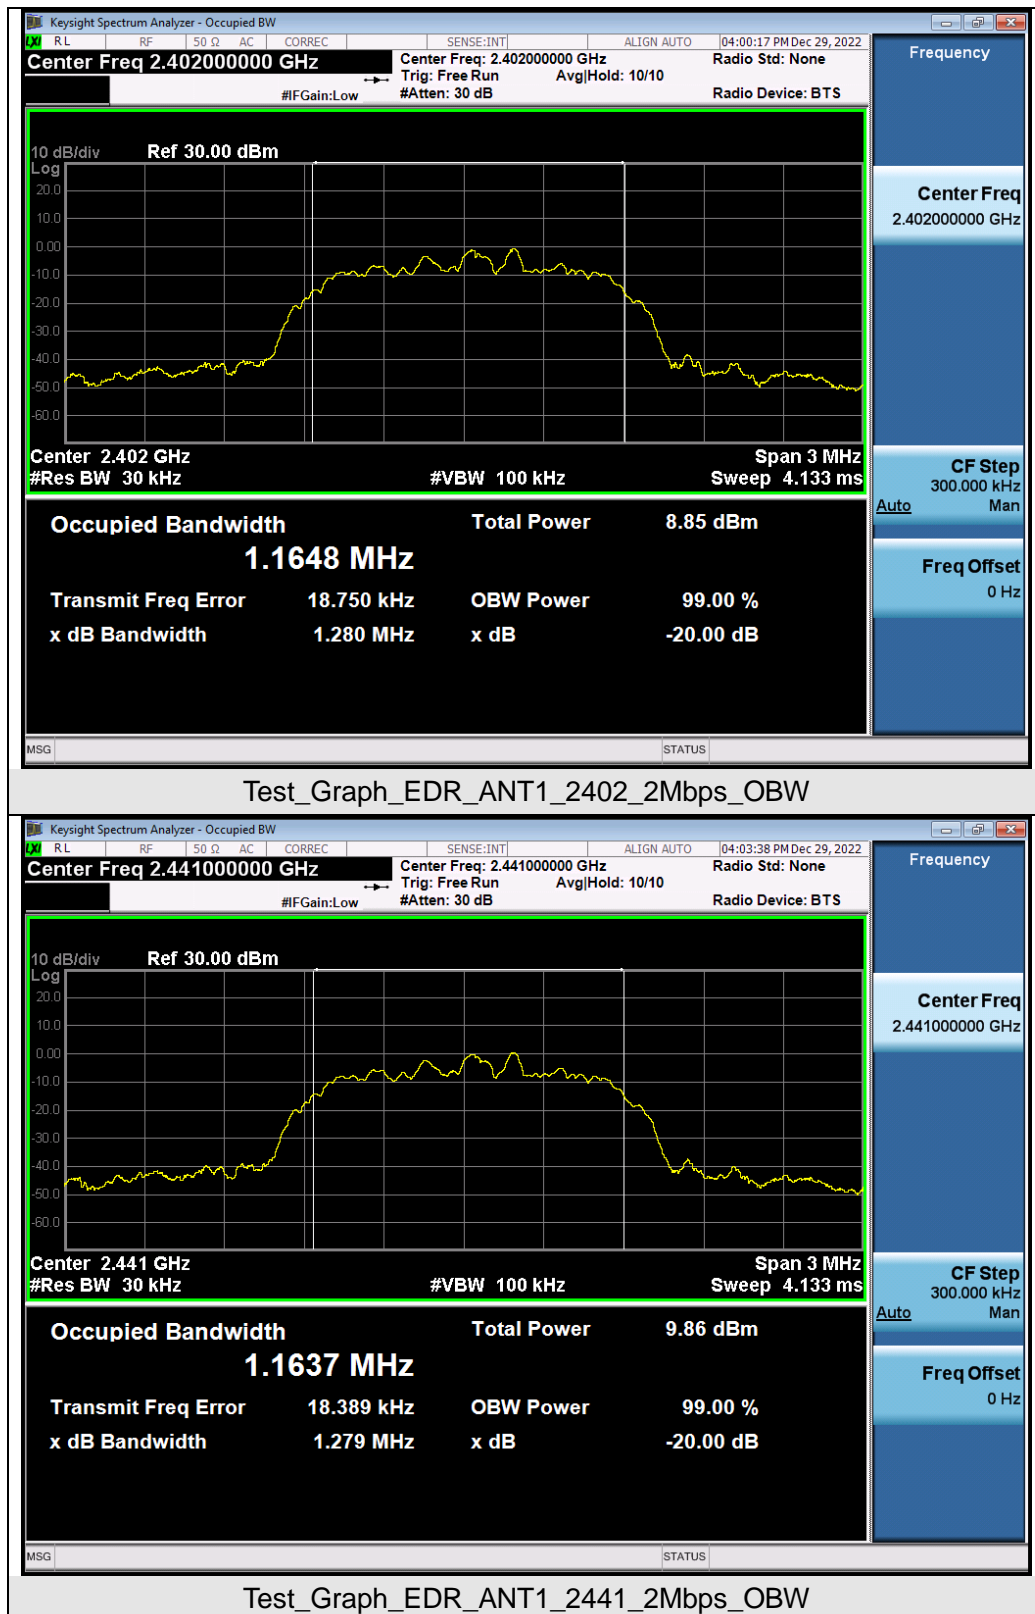 Keysight Spectrum Analyzer - Occupied BW
LXI RL RF 50 Ω AC CORREC SENSE:INT ALIGN AUTO 04:00:17 PM Dec 29, 2022
Center Freq 2.402000000 GHz
Center Freq: 2.402000000 GHz Radio Std: None
Trig: Free Run Avg|Hold: 10/10
#IFGain:Low #Atten: 30 dB Radio Device: BTS
Frequency
10 dB/div Ref 30.00 dBm
Log
20.0
10.0
0.00
-10.0
-20.0
-30.0
-40.0
-50.0
-60.0
Center Freq
2.402000000 GHz
Center 2.402 GHz Span 3 MHz
#Res BW 30 kHz #VBW 100 kHz Sweep 4.133 ms
CF Step
300.000 kHz
Auto Man
Occupied Bandwidth Total Power 8.85 dBm
1.1648 MHz
Freq Offset
0 Hz
Transmit Freq Error 18.750 kHz OBW Power 99.00 %
x dB Bandwidth 1.280 MHz x dB -20.00 dB
MSG STATUS
Test_Graph_EDR_ANT1_2402_2Mbps_OBW
Keysight Spectrum Analyzer - Occupied BW
LXI RL RF 50 Ω AC CORREC SENSE:INT ALIGN AUTO 04:03:38 PM Dec 29, 2022
Center Freq 2.441000000 GHz
Center Freq: 2.441000000 GHz Radio Std: None
Trig: Free Run Avg|Hold: 10/10
#IFGain:Low #Atten: 30 dB Radio Device: BTS
Frequency
10 dB/div Ref 30.00 dBm
Log
20.0
10.0
0.00
-10.0
-20.0
-30.0
-40.0
-50.0
-60.0
Center Freq
2.441000000 GHz
Center 2.441 GHz Span 3 MHz
#Res BW 30 kHz #VBW 100 kHz Sweep 4.133 ms
CF Step
300.000 kHz
Auto Man
Occupied Bandwidth Total Power 9.86 dBm
1.1637 MHz
Freq Offset
0 Hz
Transmit Freq Error 18.389 kHz OBW Power 99.00 %
x dB Bandwidth 1.279 MHz x dB -20.00 dB
MSG STATUS
Test_Graph_EDR_ANT1_2441_2Mbps_OBW